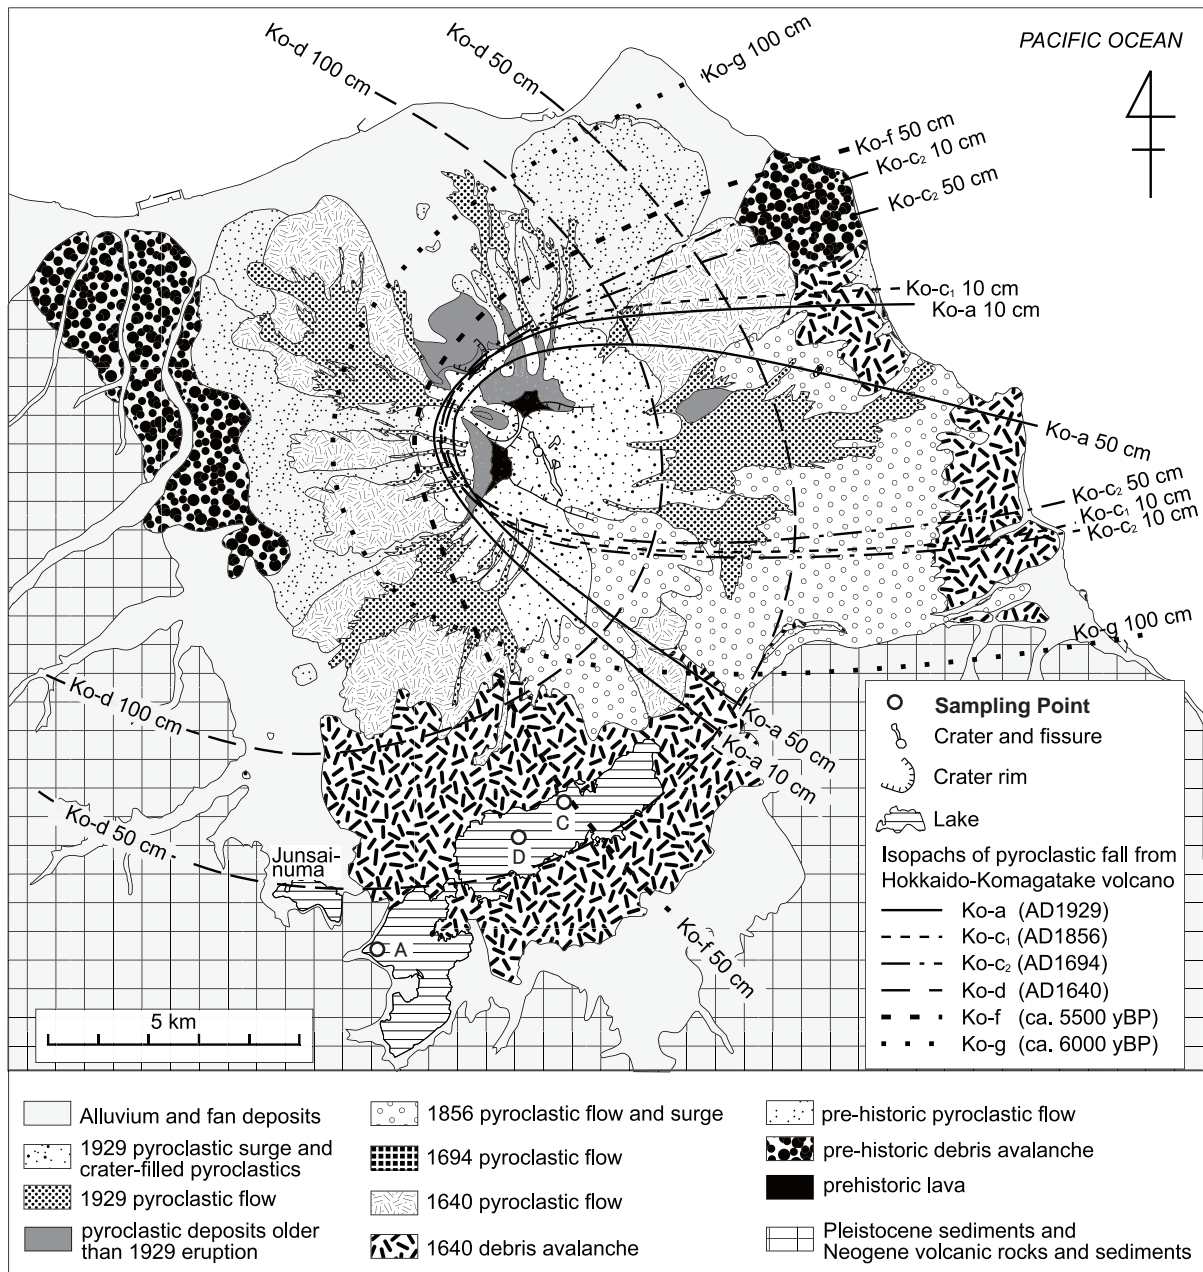 PACIFIC OCEAN
Ko-d 100 cm
Ko-d 50 cm
Ko-g 100 cm
Ko-f 50 cm
Ko-c₂ 10 cm
Ko-c₂ 50 cm
Ko-c₁ 10 cm
Ko-a 10 cm
Ko-a 50 cm
Ko-c₂ 50 cm
Ko-c₁ 10 cm
Ko-c₂ 10 cm
Ko-g 100 cm
Ko-d 100 cm
Ko-a 50 cm
Ko-a 10 cm
Ko-d 50 cm
Junsai-
numa
C
D
A
Ko-f 50 cm
5 km
Sampling Point
Crater and fissure
Crater rim
Lake
Isopachs of pyroclastic fall from
Hokkaido-Komagatake volcano
Ko-a (AD1929)
Ko-c₁ (AD1856)
Ko-c₂ (AD1694)
Ko-d (AD1640)
Ko-f (ca. 5500 yBP)
Ko-g (ca. 6000 yBP)
Alluvium and fan deposits
1929 pyroclastic surge and
crater-filled pyroclastics
1929 pyroclastic flow
pyroclastic deposits older
than 1929 eruption
1856 pyroclastic flow and surge
1694 pyroclastic flow
1640 pyroclastic flow
1640 debris avalanche
pre-historic pyroclastic flow
pre-historic debris avalanche
prehistoric lava
Pleistocene sediments and
Neogene volcanic rocks and sediments